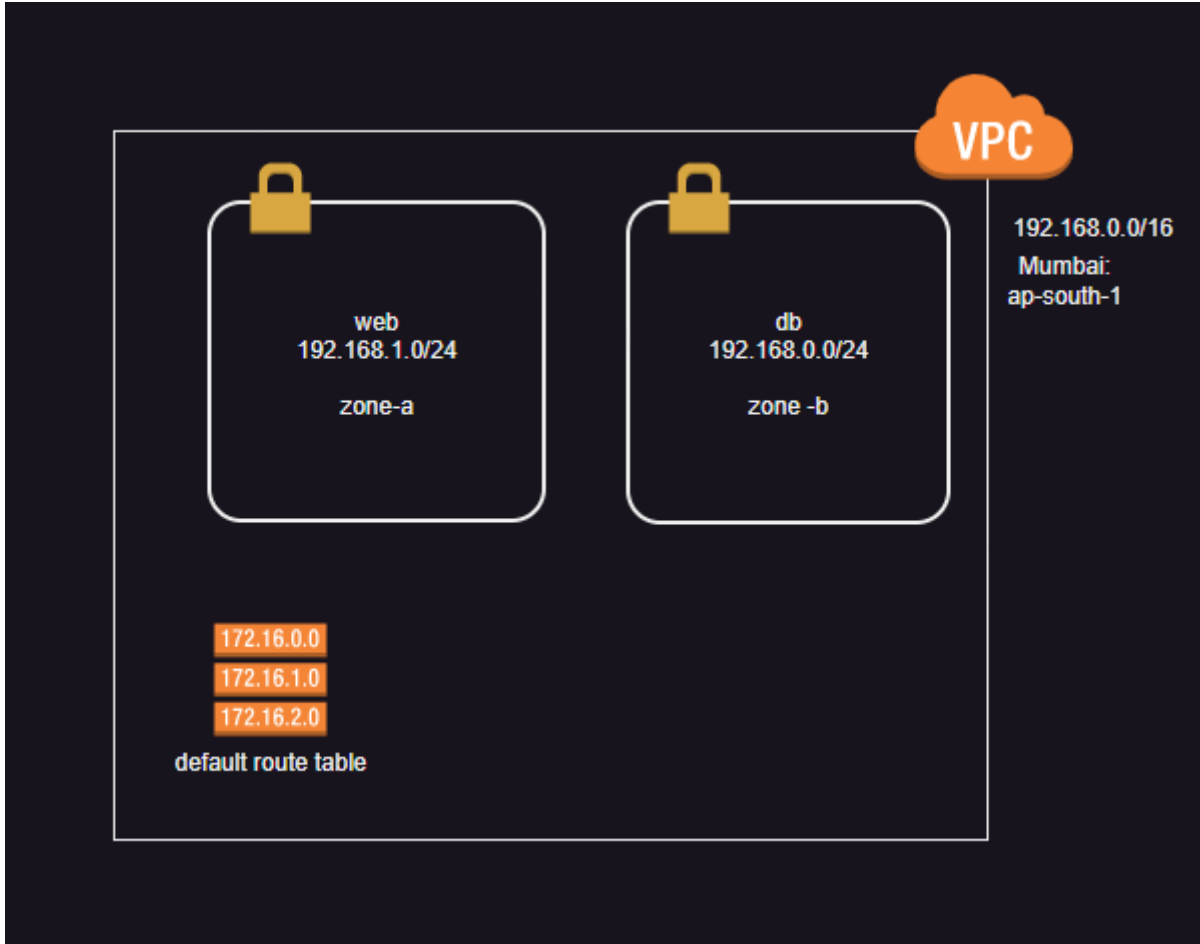 VPC
192.168.0.0/16
Mumbai:
ap-south-1
web
192.168.1.0/24
zone-a
db
192.168.0.0/24
zone -b
172.16.0.0
172.16.1.0
172.16.2.0
default route table